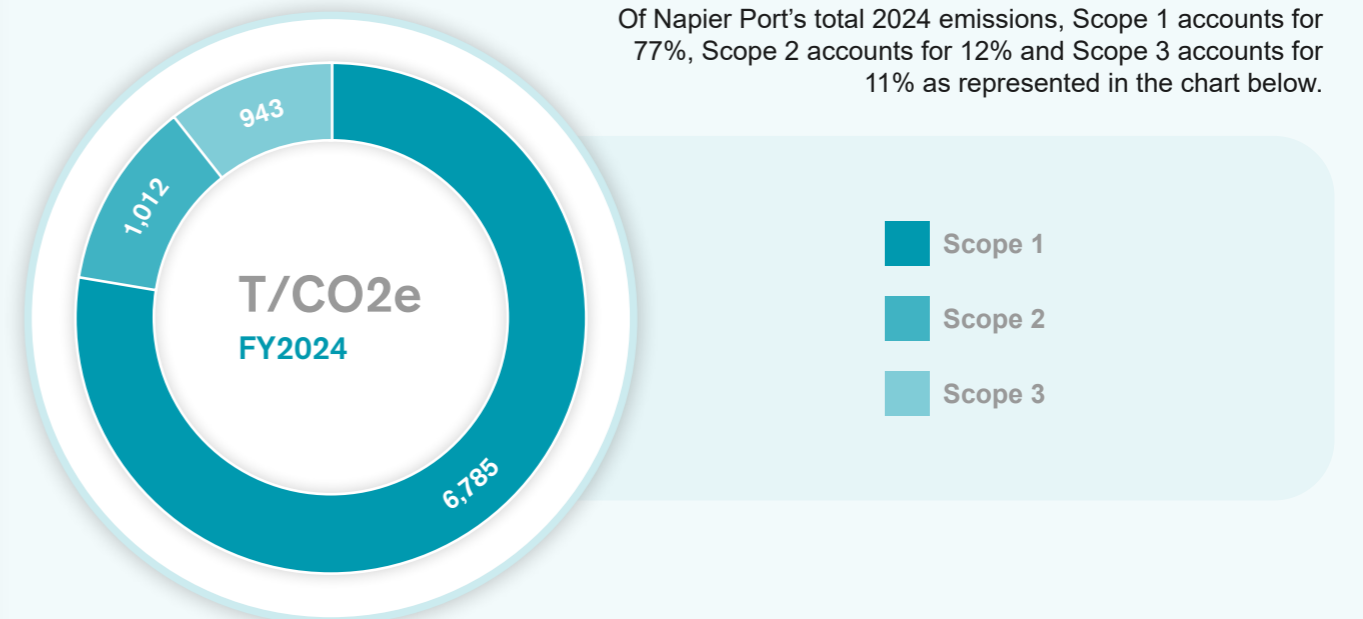 Of Napier Port’s total 2024 emissions, Scope 1 accounts for
77%, Scope 2 accounts for 12% and Scope 3 accounts for
11% as represented in the chart below.
943
1,012
T/CO2e
FY2024
6,785
Scope 1
Scope 2
Scope 3